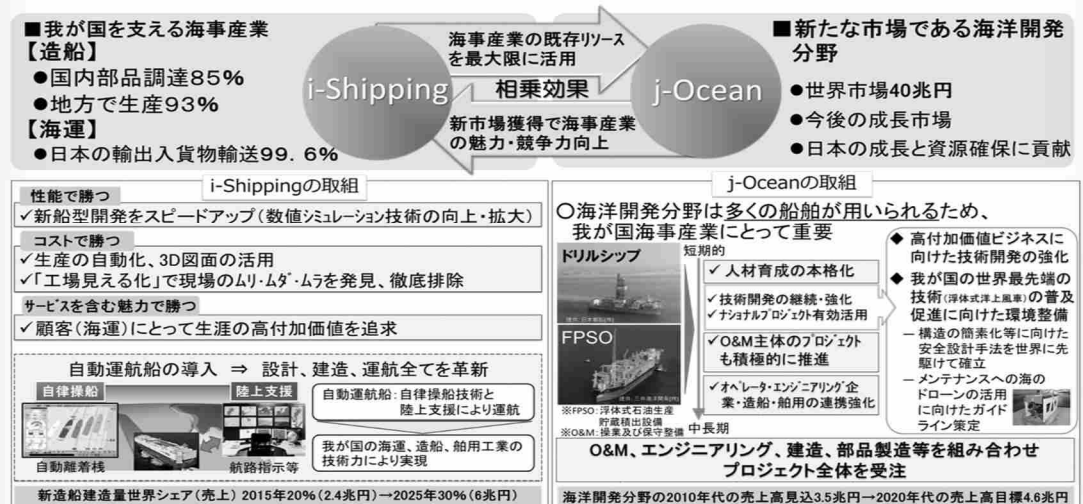 ■我が国を支える海事産業
【造船】
●国内部品調達85%
●地方で生産93%
【海運】
●日本の輸出入貨物輸送99.6%
i-Shipping
海事産業の既存リソース
を最大限に活用
相乗効果
新市場獲得で海事産業
の魅力・競争力向上
j-Ocean
■新たな市場である海洋開発
分野
●世界市場40兆円
●今後の成長市場
●日本の成長と資源確保に貢献
i-Shippingの取組
性能で勝つ
✓新船型開発をスピードアップ(数値シミュレーション技術の向上・拡大)
コストで勝つ
✓生産の自動化、3D図面の活用
✓「工場見える化」で現場のムリ・ムダ・ムラを発見、徹底排除
サービスを含む魅力で勝つ
✓顧客(海運)にとって生涯の高付加価値を追求
自動運航船の導入 ⇒ 設計、建造、運航全てを革新
自律操船
陸上支援
自動離着桟
航路指示等
自動運航船:自律操船技術と
陸上支援により運航
我が国の海運、造船、舶用工業の
技術力により実現
新造船建造量世界シェア(売上) 2015年20%(2.4兆円)→2025年30%(6兆円)
j-Oceanの取組
○海洋開発分野は多くの船舶が用いられるため、
我が国海事産業にとって重要
ドリルシップ
FPSO
※FPSO:浮体式石油生産
貯蔵積出設備
※O&M:操業及び保守整備
短期的
中長期
✓人材育成の本格化
✓技術開発の継続・強化
✓ナショナルプロジェクト有効活用
✓O&M主体のプロジェクト
も積極的に推進
✓オペレータ・エンジニアリング企
業・造船・舶用の連携強化
◆ 高付加価値ビジネスに
向けた技術開発の強化
◆ 我が国の世界最先端の
技術(浮体式洋上風車)の普及
促進に向けた環境整備
―構造の簡素化等に向けた
安全設計手法を世界に先
駆けて確立
―メンテナンスへの海の
ドローンの活用
に向けたガイド
ライン策定
O&M、エンジニアリング、建造、部品製造等を組み合わせ
プロジェクト全体を受注
海洋開発分野の2010年代の売上高見込3.5兆円→2020年代の売上高目標4.6兆円